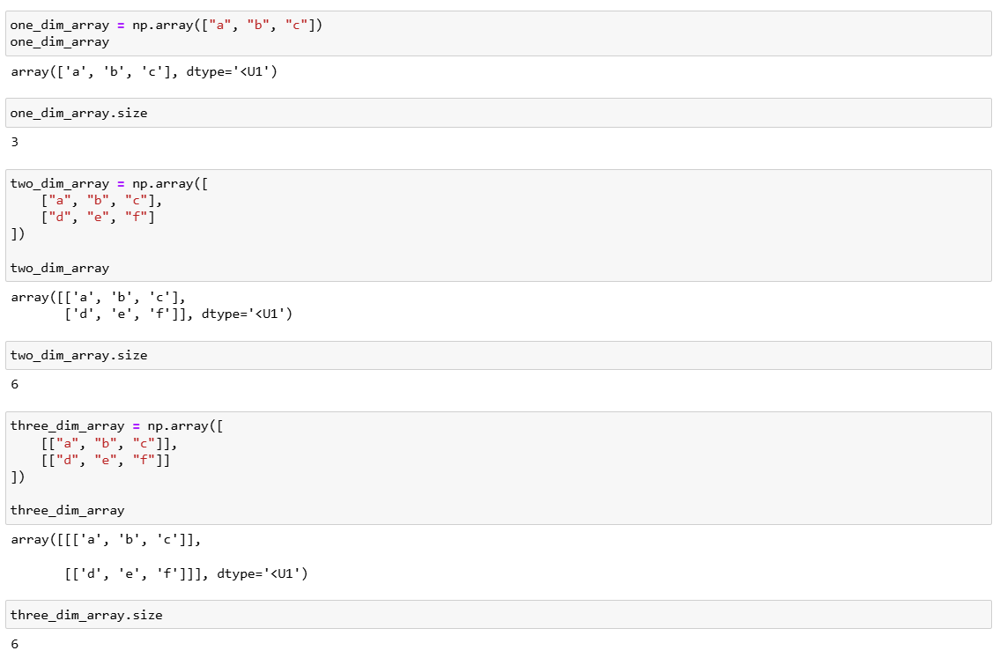 one_dim_array = np.array(["a", "b", "c"])
one_dim_array
array(['a', 'b', 'c'], dtype='<U1')
one_dim_array.size
3
two_dim_array = np.array([
    ["a", "b", "c"],
    ["d", "e", "f"]
])
two_dim_array
array([['a', 'b', 'c'],
       ['d', 'e', 'f']], dtype='<U1')
two_dim_array.size
6
three_dim_array = np.array([
    [["a", "b", "c"]],
    [["d", "e", "f"]]
])
three_dim_array
array([[['a', 'b', 'c']],
       [['d', 'e', 'f']]], dtype='<U1')
three_dim_array.size
6